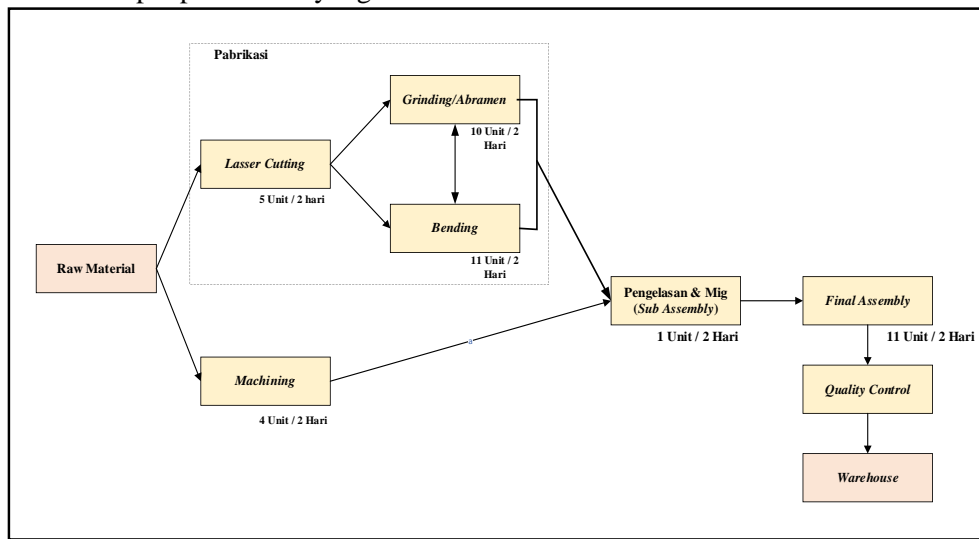 Pabrikasi
Grinding/Abramen
10 Unit / 2
Hari
Lasser Cutting
5 Unit / 2 hari
Bending
11 Unit / 2
Hari
Raw Material
Pengelasan & Mig
(Sub Assembly)
1 Unit / 2 Hari
Final Assembly
11 Unit / 2 Hari
a
Machining
4 Unit / 2 Hari
Quality Control
Warehouse